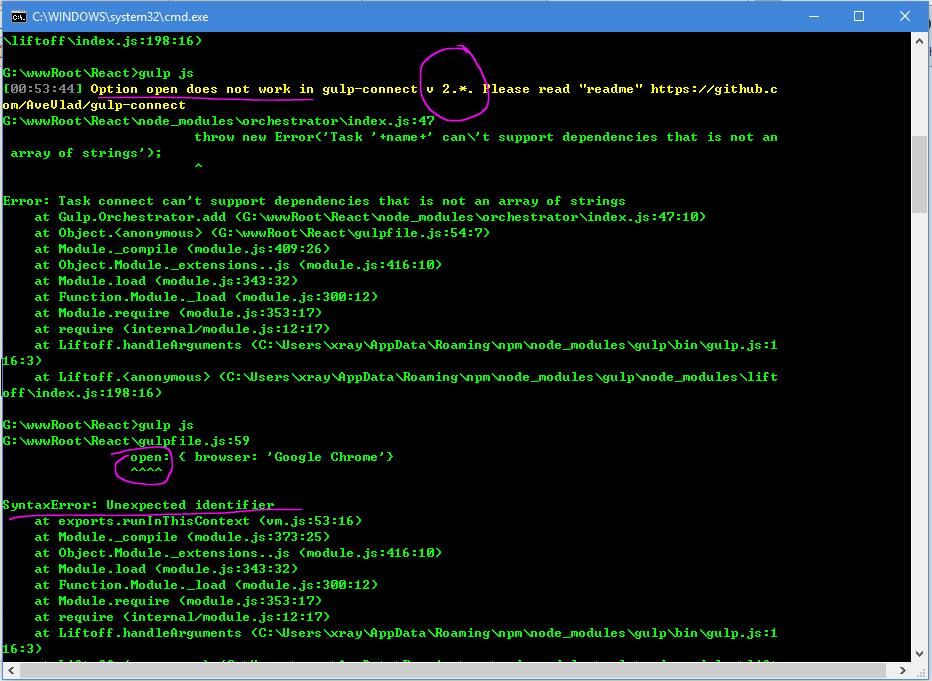 C:\WINDOWS\system32\cmd.exe
\liftoff\index.js:198:16)
G:\wwwRoot\React>gulp js
[00:53:44] Option open does not work in gulp-connect v 2.*. Please read "readme" https://github.c
om/AveVlad/gulp-connect
G:\wwwRoot\React\node_modules\orchestrator\index.js:47
throw new Error('Task '+name+' can\'t support dependencies that is not an
array of strings');
^
Error: Task connect can't support dependencies that is not an array of strings
at Gulp.Orchestrator.add (G:\wwwRoot\React\node_modules\orchestrator\index.js:47:10)
at Object.<anonymous> (G:\wwwRoot\React\gulpfile.js:54:7)
at Module._compile (module.js:409:26)
at Object.Module._extensions..js (module.js:416:10)
at Module.load (module.js:343:32)
at Function.Module._load (module.js:300:12)
at Module.require (module.js:353:17)
at require (internal/module.js:12:17)
at Liftoff.handleArguments (C:\Users\xray\AppData\Roaming\npm\node_modules\gulp\bin\gulp.js:1
16:3)
at Liftoff.<anonymous> (C:\Users\xray\AppData\Roaming\npm\node_modules\gulp\node_modules\lift
off\index.js:198:16)
G:\wwwRoot\React>gulp js
G:\wwwRoot\React\gulpfile.js:59
open: { browser: 'Google Chrome'}
^^^^
SyntaxError: Unexpected identifier
at exports.runInThisContext (vm.js:53:16)
at Module._compile (module.js:373:25)
at Object.Module._extensions..js (module.js:416:10)
at Module.load (module.js:343:32)
at Function.Module._load (module.js:300:12)
at Module.require (module.js:353:17)
at require (internal/module.js:12:17)
at Liftoff.handleArguments (C:\Users\xray\AppData\Roaming\npm\node_modules\gulp\bin\gulp.js:1
16:3)